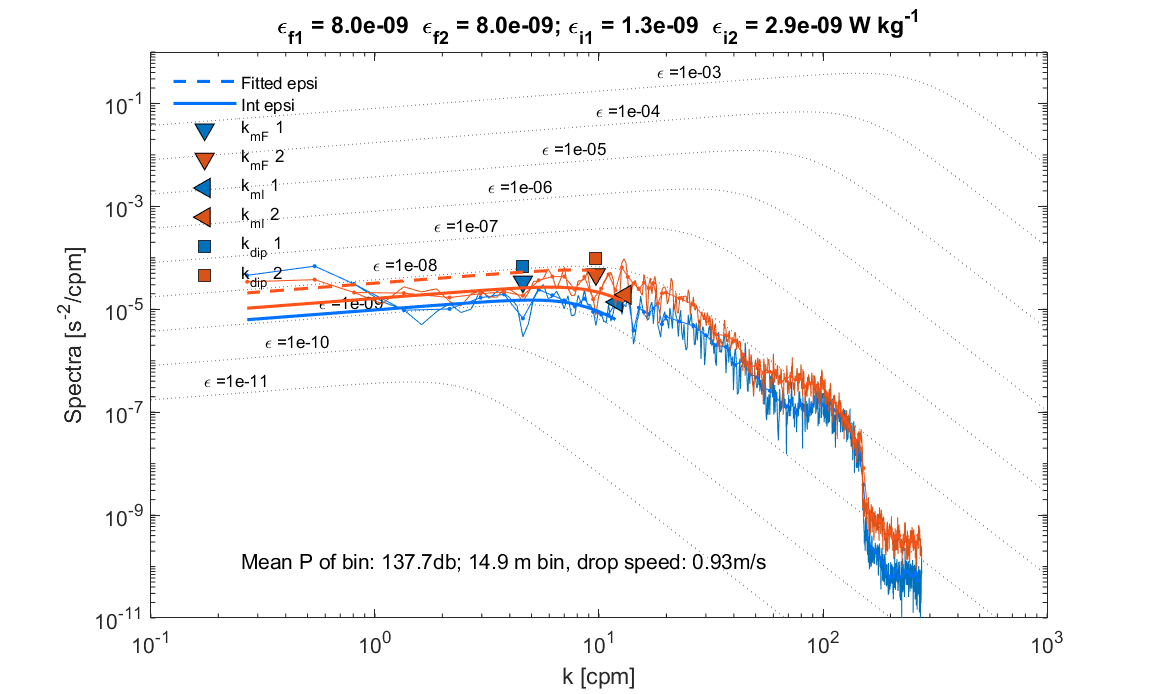 ϵf1 = 8.0e-09 ϵf2 = 8.0e-09; ϵi1 = 1.3e-09 ϵi2 = 2.9e-09 W kg-1
Fitted epsi
Int epsi
kmF 1
kmF 2
kmI 1
kmI 2
kdip 1
kdip 2
ϵ =1e-03
ϵ =1e-04
ϵ =1e-05
ϵ =1e-06
ϵ =1e-07
ϵ =1e-08
ϵ =1e-09
ϵ =1e-10
ϵ =1e-11
Mean P of bin: 137.7db; 14.9 m bin, drop speed: 0.93m/s
Spectra [s-2/cpm]
10-1
10-3
10-5
10-7
10-9
10-11
10-1 100 101 102 103
k [cpm]